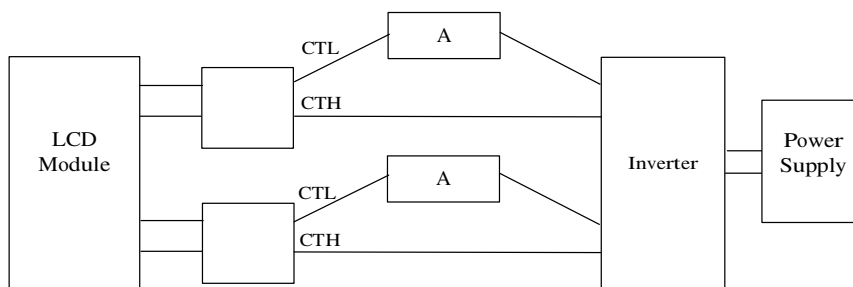 A
CTL
CTH
LCD
Module
Inverter
Power
Supply
A
CTL
CTH